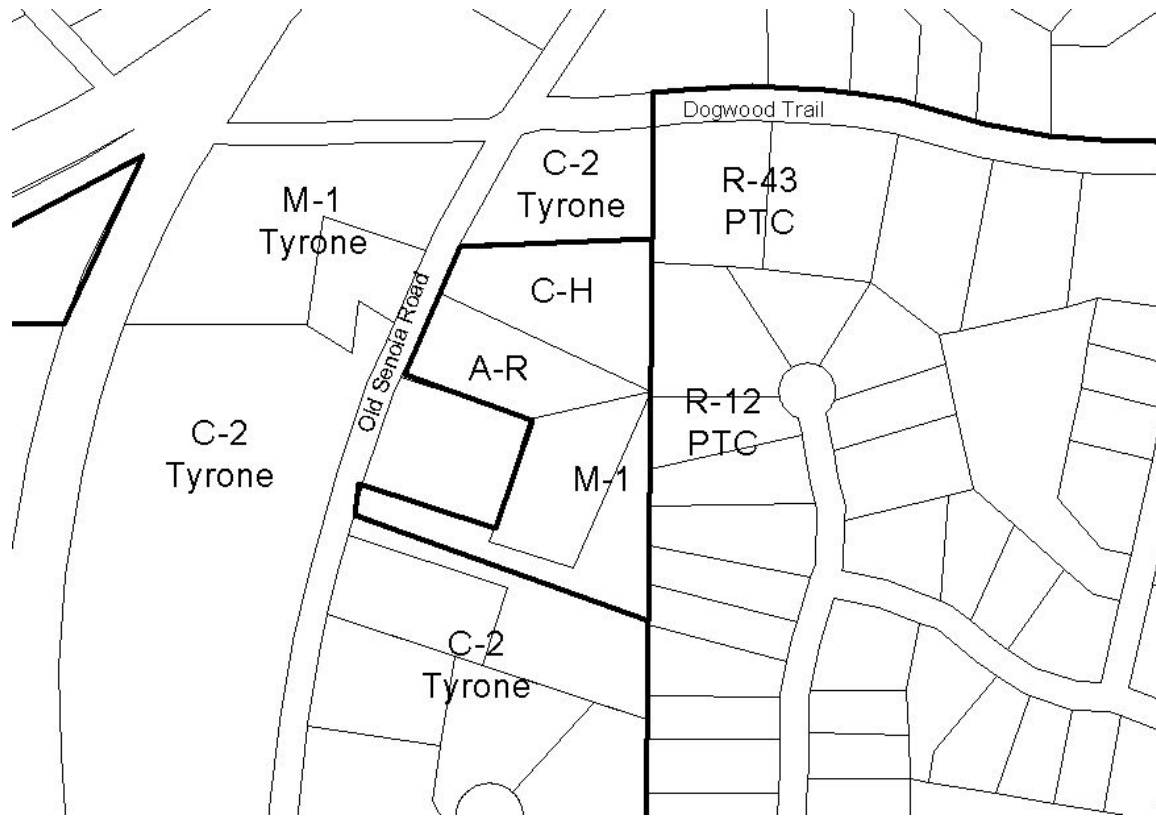 Dogwood Trail
C-2
Tyrone
R-43
PTC
M-1
Tyrone
C-H
Old Senoia Road
A-R
R-12
PTC
C-2
Tyrone
M-1
C-2
Tyrone